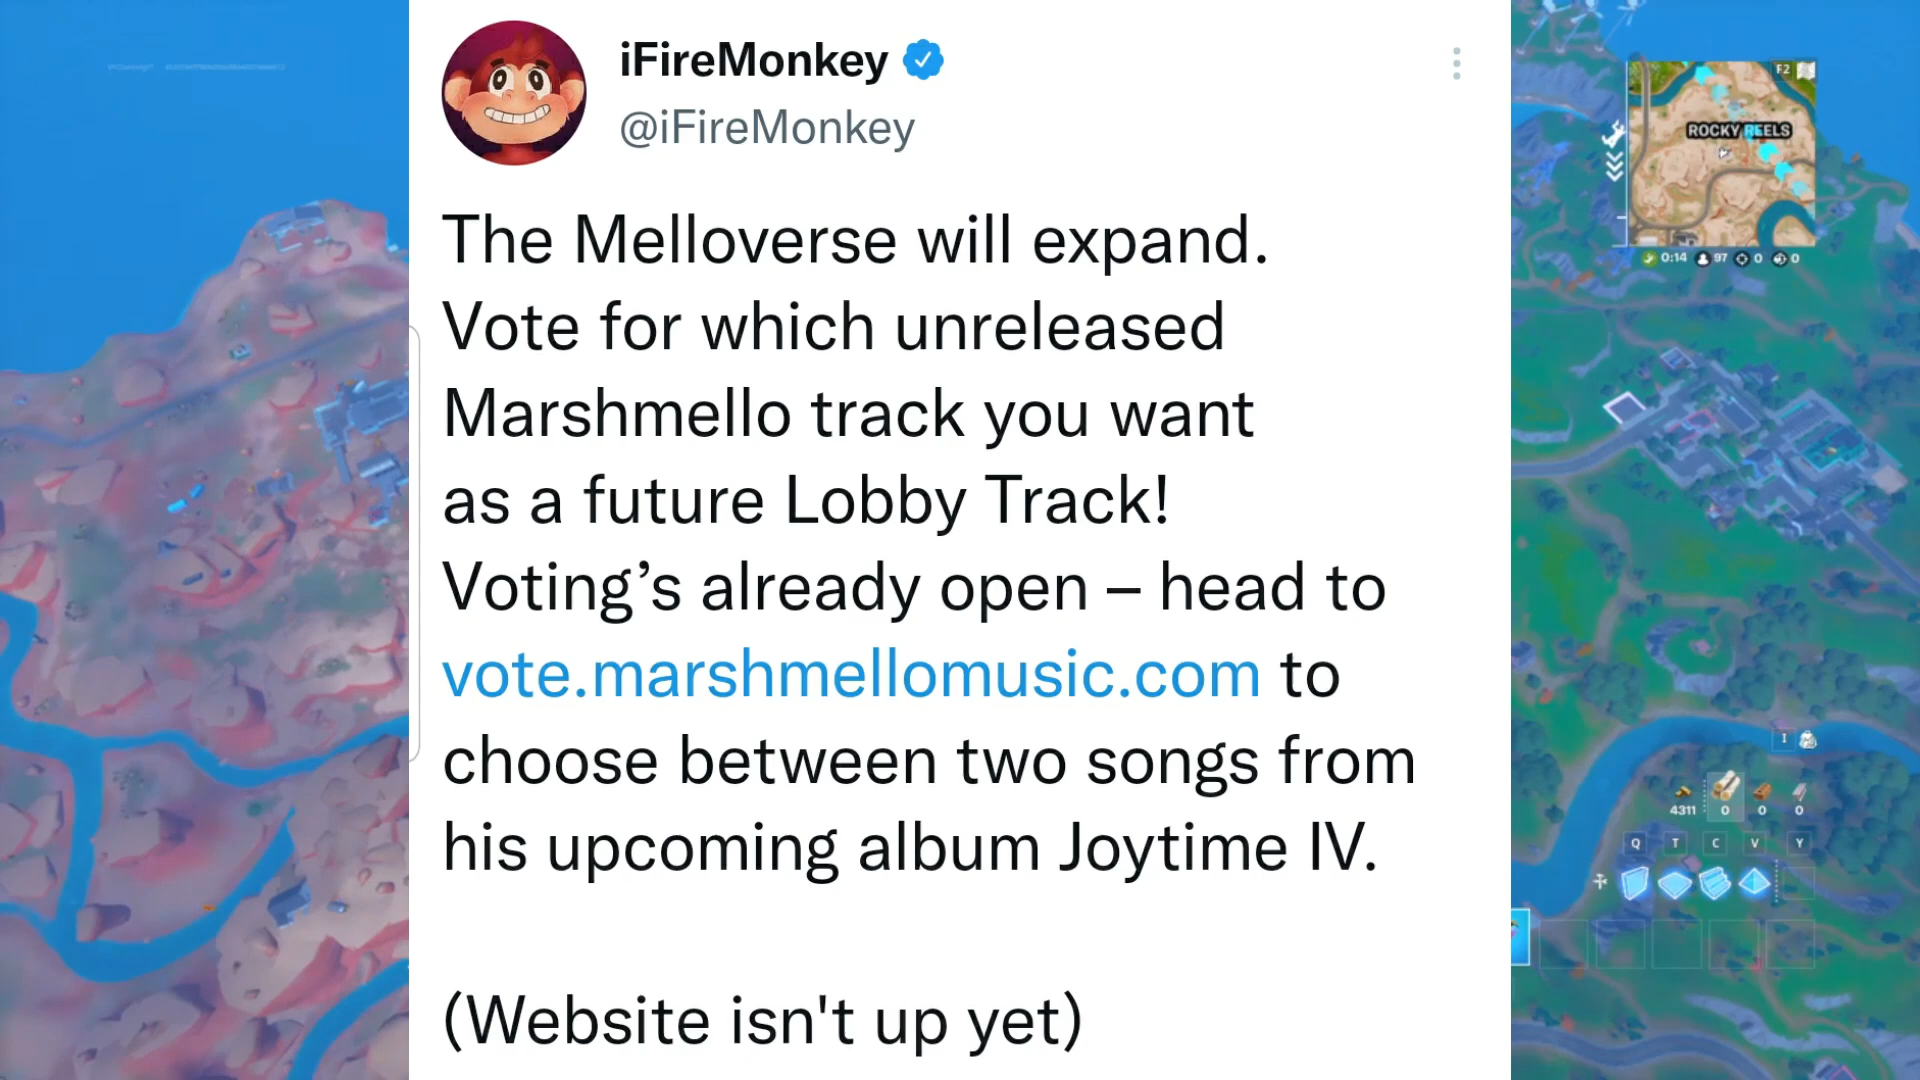 iFireMonkey
@iFireMonkey
The Melloverse will expand.
Vote for which unreleased
Marshmello track you want
as a future Lobby Track!
Voting’s already open – head to
vote.marshmellomusic.com to
choose between two songs from
his upcoming album Joytime IV.
(Website isn't up yet)
F2
ROCKY REELS
0:14 97 0 0
I
4311 0 0 0
Q T C V Y